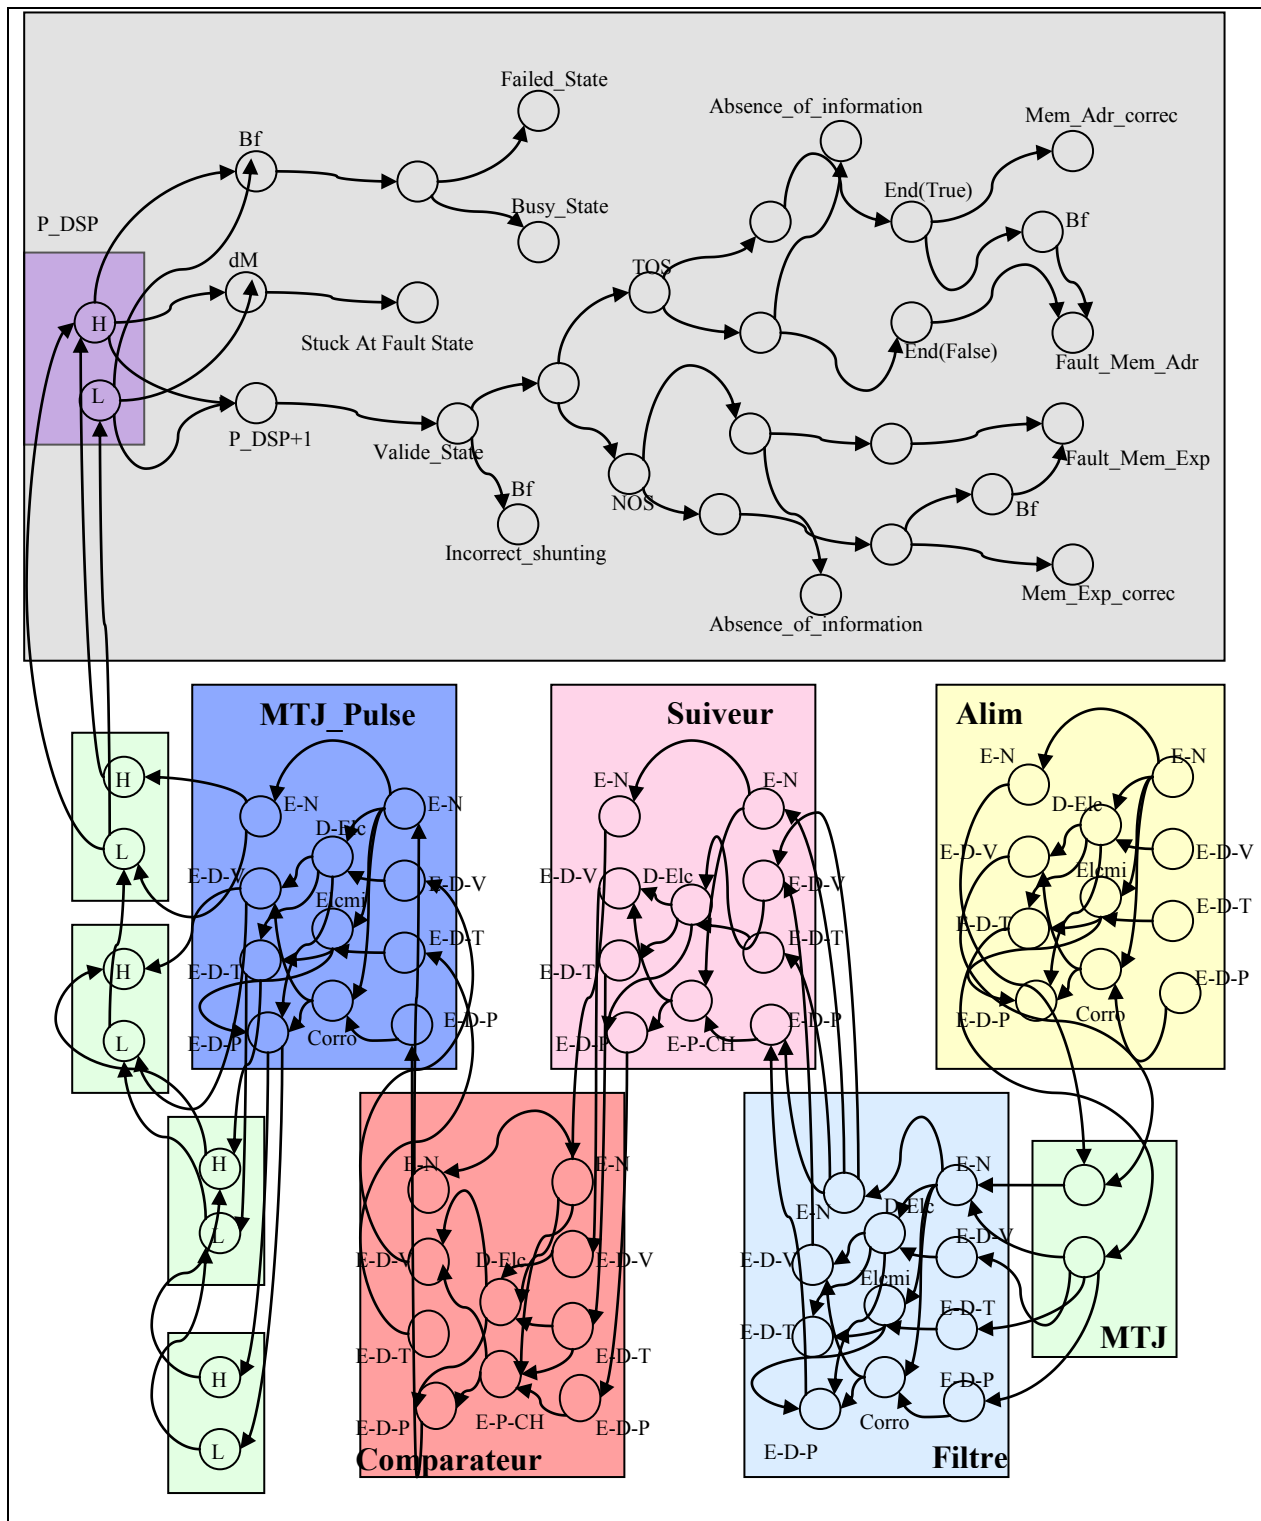 Failed_State
Absence_of_information
Mem_Adr_correc
Bf
End(True)
Busy_State
Bf
P_DSP
dM
TOS
H
Stuck At Fault State
End(False)
Fault_Mem_Adr
L
P_DSP+1
Valide_State
Fault_Mem_Exp
Bf
NOS
Bf
Incorrect_shunting
Mem_Exp_correc
Absence_of_information
MTJ_Pulse
Suiveur
Alim
H
E-N
E-N
D-Elc
L
E-D-V
E-D-V
Elcmi
E-D-T
E-D-T
H
L
E-D-P
Corro
E-D-P
E-N
E-N
E-D-V
D-Elc
E-D-V
E-D-T
E-D-T
E-D-P
E-P-CH
E-D-P
E-N
E-N
D-Elc
E-D-V
E-D-V
Elcmi
E-D-T
E-D-T
E-D-P
E-D-P
Corro
H
L
H
L
E-N
E-N
E-D-V
D-Elc
E-D-V
E-D-T
E-D-T
E-D-P
E-P-CH
E-D-P
Comparateur
E-N
E-N
D-Elc
E-D-V
E-D-V
Elcmi
E-D-T
E-D-T
E-D-P
Corro
E-D-P
Filtre
MTJ